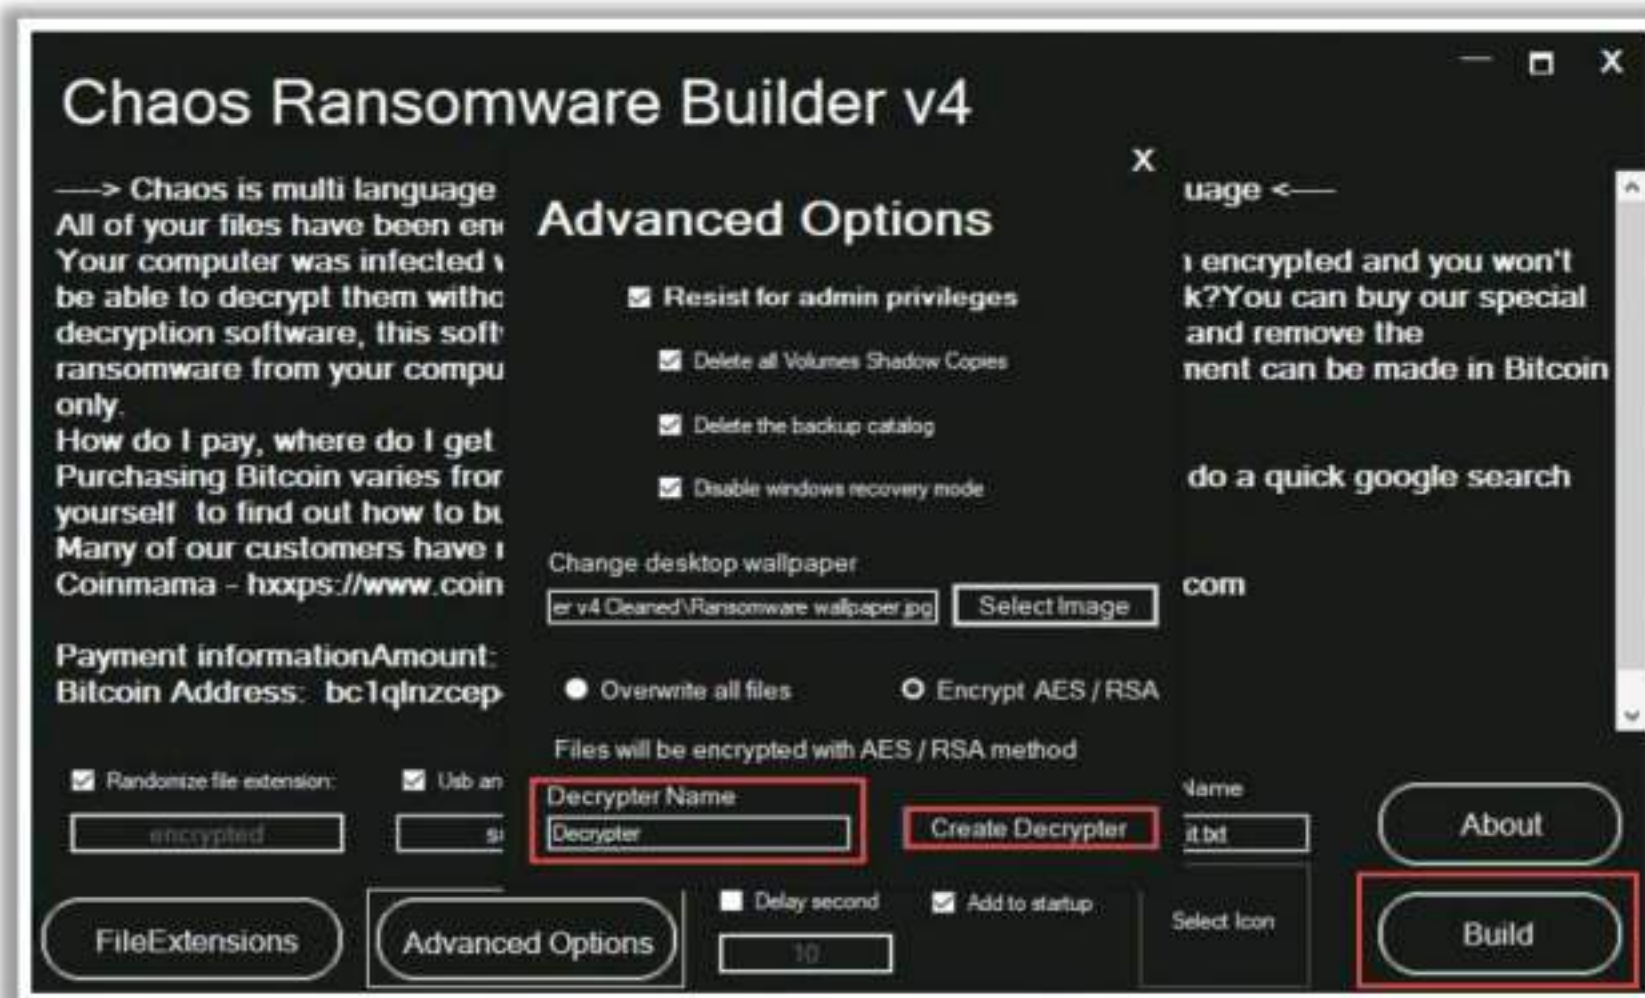 Chaos Ransomware Builder v4
X
----> Chaos is multi language
uage <----
All of your files have been
Your computer was infected
encrypted and you won't
be able to decrypt them
k?You can buy our special
decryption software, this
and remove the
ransomware from your compu
ment can be made in Bitcoin
only.
How do I pay, where do I get
Purchasing Bitcoin varies
do a quick google search
yourself to find out how to
Many of our customers have
Coinmama - hxxps://www.coin
com
Payment informationAmount:
Bitcoin Address: bc1qlnzcep
X
Advanced Options
Resist for admin privileges
Delete all Volumes Shadow Copies
Delete the backup catalog
Disable windows recovery mode
Change desktop wallpaper
er v4 Cleaned\Ransomware wallpaper.jpg
Select Image
Overwrite all files
Encrypt AES / RSA
Files will be encrypted with AES / RSA method
Decrypter Name
Decrypter
Create Decrypter
Randomize file extension:
Usb an
Name
encrypted
it.txt
About
Delay second
Add to startup
FileExtensions
Advanced Options
10
Select Icon
Build